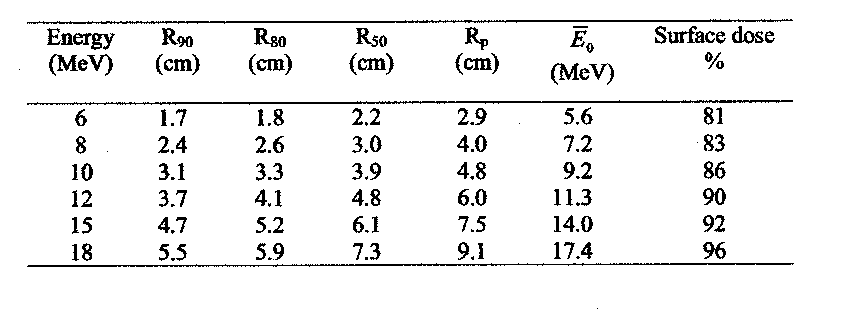 Energy R90 R80 R50 Rp E̅0 Surface dose
(MeV) (cm) (cm) (cm) (cm) (MeV) %
6 1.7 1.8 2.2 2.9 5.6 81
8 2.4 2.6 3.0 4.0 7.2 83
10 3.1 3.3 3.9 4.8 9.2 86
12 3.7 4.1 4.8 6.0 11.3 90
15 4.7 5.2 6.1 7.5 14.0 92
18 5.5 5.9 7.3 9.1 17.4 96